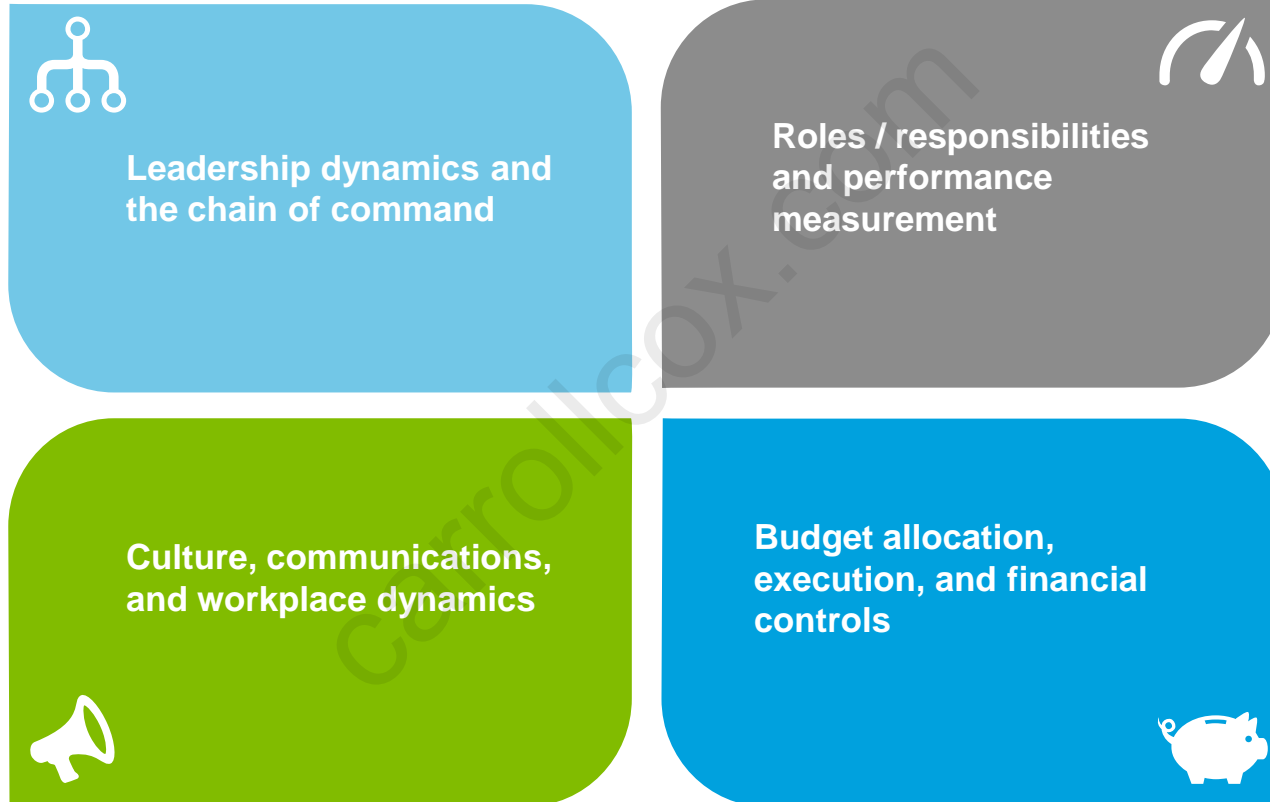 Leadership dynamics and
the chain of command
Roles / responsibilities
and performance
measurement
Culture, communications,
and workplace dynamics
Budget allocation,
execution, and financial
controls
carrollcox.com